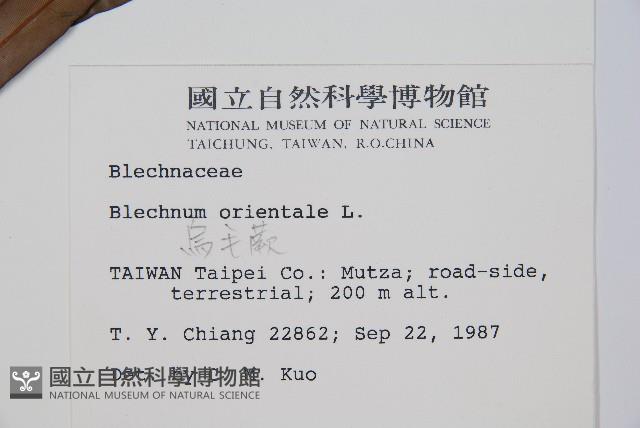 國立自然科學博物館
NATIONAL MUSEUM OF NATURAL SCIENCE
TAICHUNG, TAIWAN, R.O.CHINA
Blechnaceae
Blechnum orientale L.
烏毛蕨
TAIWAN Taipei Co.: Mutza; road-side,
terrestrial; 200 m alt.
T. Y. Chiang 22862; Sep 22, 1987
by M. Kuo
國立自然科學博物館
NATIONAL MUSEUM OF NATURAL SCIENCE